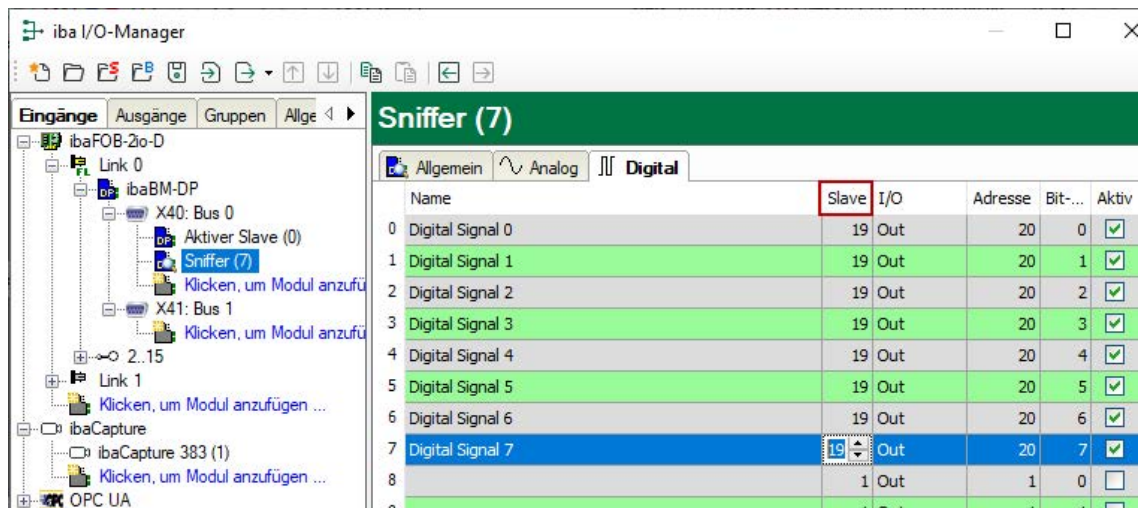 iba I/O-Manager
Eingänge Ausgänge Gruppen Allge
ibaFOB-2io-D
Link 0
ibaBM-DP
X40: Bus 0
Aktiver Slave (0)
Sniffer (7)
Klicken, um Modul anzufü
X41: Bus 1
Klicken, um Modul anzufü
2..15
Link 1
Klicken, um Modul anzufügen ...
ibaCapture
ibaCapture 383 (1)
Klicken, um Modul anzufügen ...
OPC UA
Sniffer (7)
Allgemein Analog Digital
Name Slave I/O Adresse Bit-... Aktiv
0 Digital Signal 0 19 Out 20 0
1 Digital Signal 1 19 Out 20 1
2 Digital Signal 2 19 Out 20 2
3 Digital Signal 3 19 Out 20 3
4 Digital Signal 4 19 Out 20 4
5 Digital Signal 5 19 Out 20 5
6 Digital Signal 6 19 Out 20 6
7 Digital Signal 7 19 Out 20 7
8 1 Out 1 0